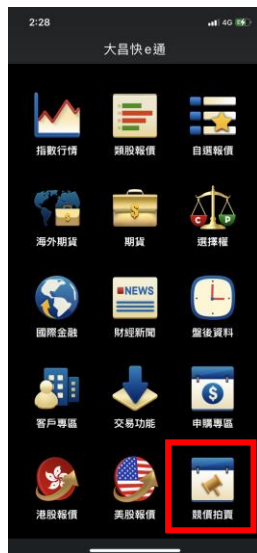 2:28
4G
大昌快e通
指數行情 類股報價 自選報價
C P
$
海外期貨 期貨 選擇權
NEWS
國際金融 財經新聞 盤後資料
$
客戶專區 交易功能 申購專區
港股報價 美股報價 競價拍賣